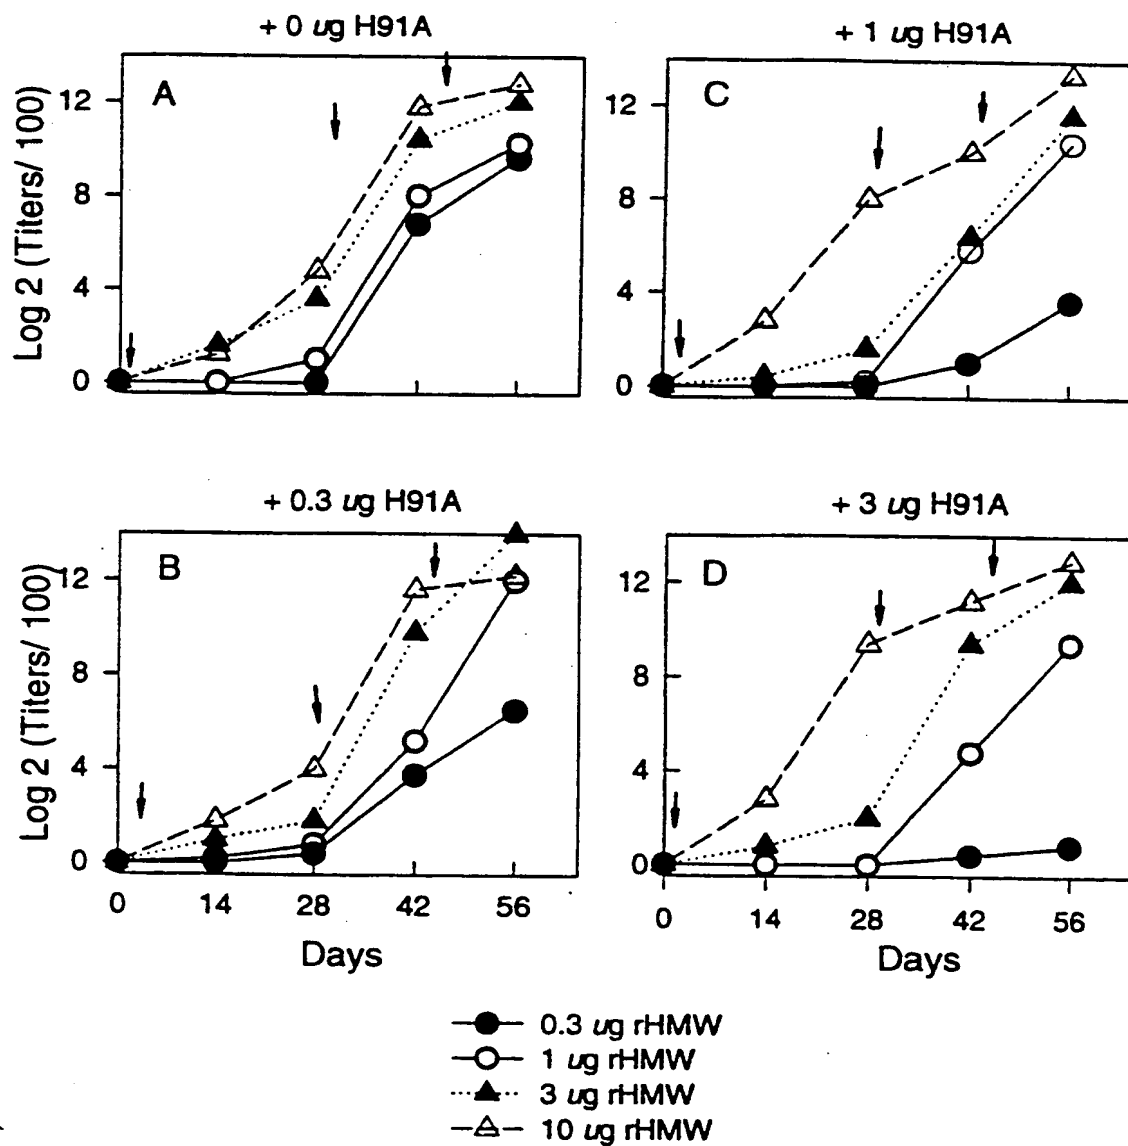 + 0 ug H91A
A
Log 2 (Titers/ 100)
12
8
4
0
+ 1 ug H91A
C
12
8
4
0
+ 0.3 ug H91A
B
Log 2 (Titers/ 100)
12
8
4
0
0 14 28 42 56
Days
+ 3 ug H91A
D
12
8
4
0
0 14 28 42 56
Days
0.3 ug rHMW
1 ug rHMW
3 ug rHMW
10 ug rHMW